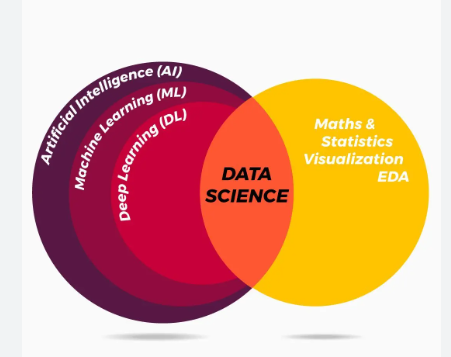 Artificial Intelligence (AI)
Machine Learning (ML)
Deep Learning (DL)
DATA
SCIENCE
Maths &
Statistics
Visualization
EDA